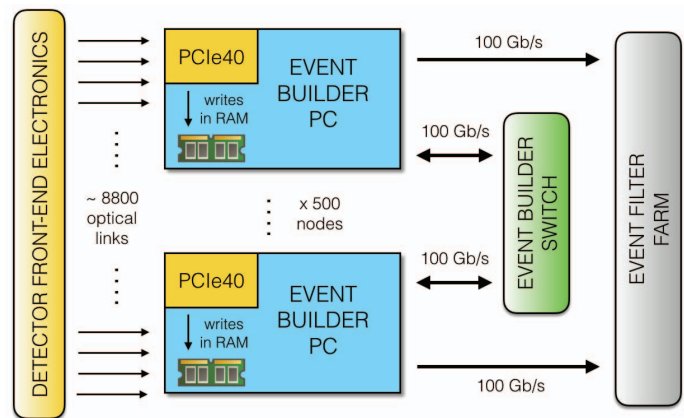 DETECTOR FRONT-END ELECTRONICS
PCIe40
writes
in RAM
EVENT
BUILDER
PC
100 Gb/s
100 Gb/s
~ 8800
optical
links
x 500
nodes
EVENT BUILDER
SWITCH
EVENT FILTER
FARM
PCIe40
writes
in RAM
EVENT
BUILDER
PC
100 Gb/s
100 Gb/s